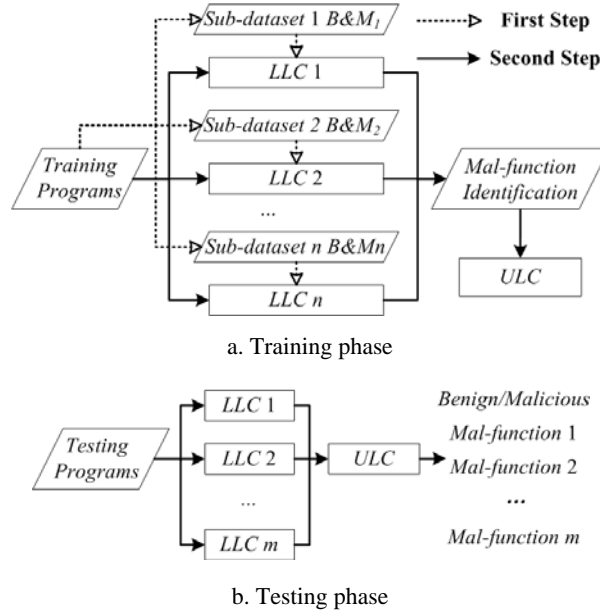 Sub-dataset 1 B&M1
First Step
LLC 1
Second Step
Sub-dataset 2 B&M2
Training
Programs
LLC 2
Mal-function
Identification
...
Sub-dataset n B&Mn
ULC
LLC n
a. Training phase
Testing
Programs
LLC 1
LLC 2
...
LLC m
ULC
Benign/Malicious
Mal-function 1
Mal-function 2
...
Mal-function m
b. Testing phase